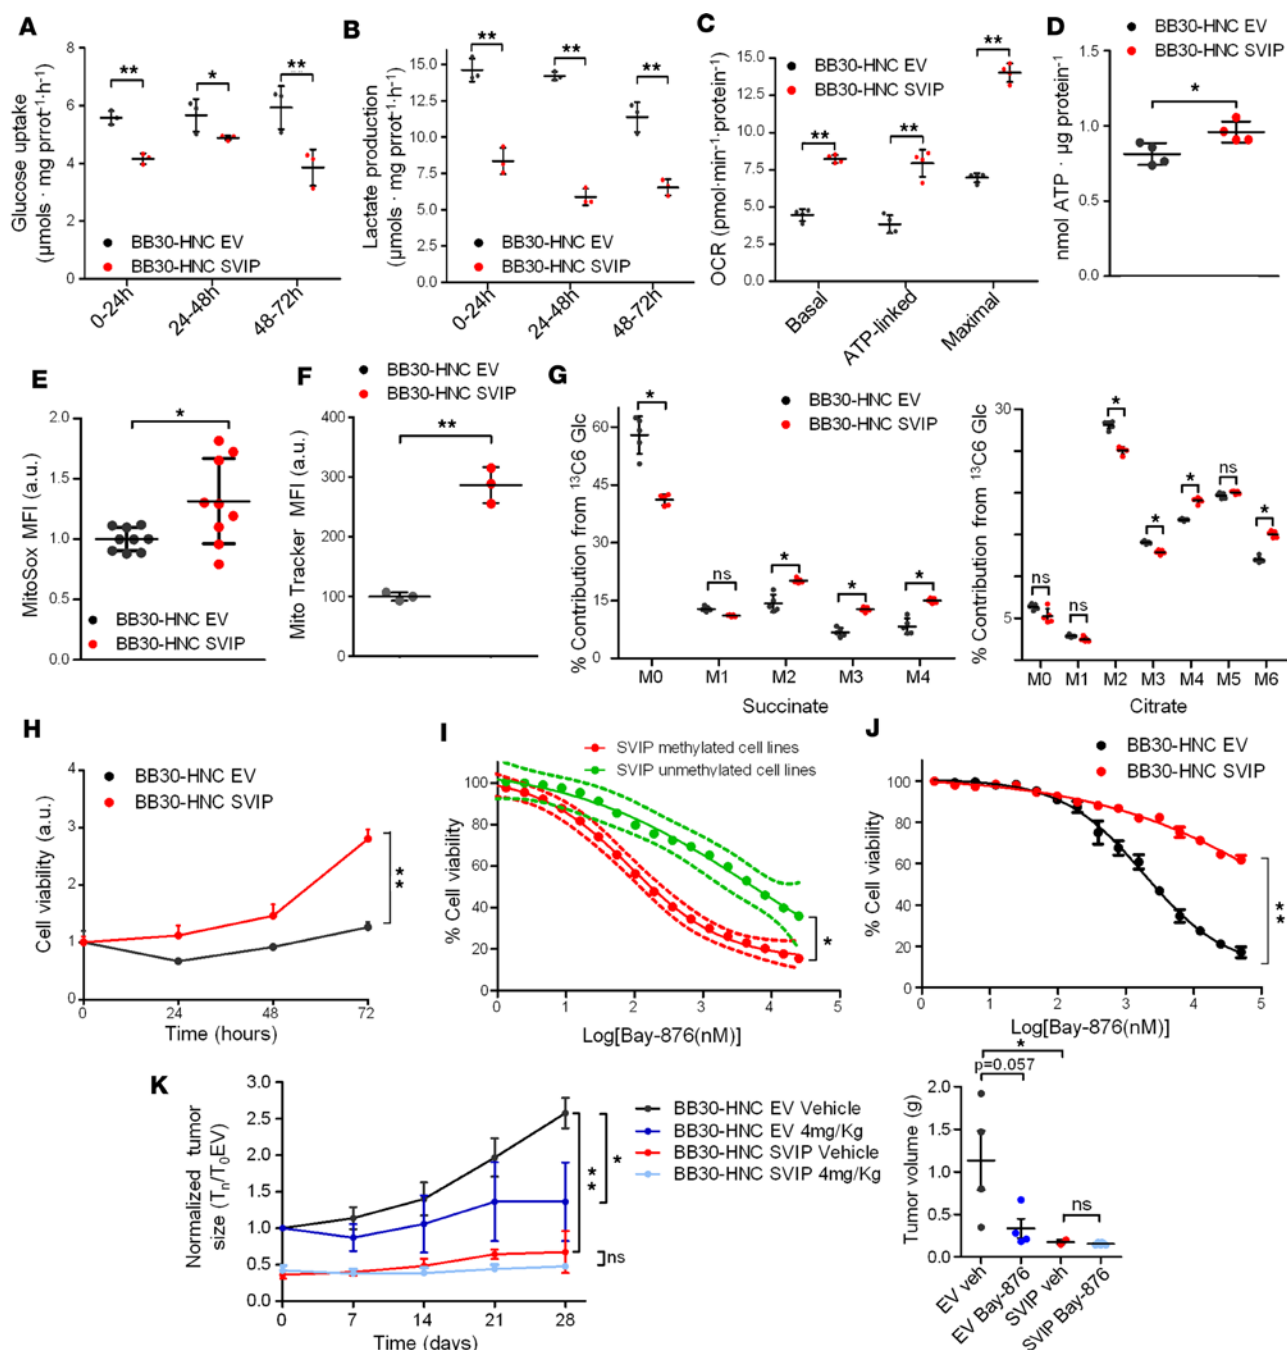 A
Glucose uptake
(µmols · mg prrot⁻¹·h⁻¹)
8
6
4
2
0
**
*
**
BB30-HNC EV
BB30-HNC SVIP
0-24h
24-48h
48-72h
B
Lactate production
(µmols · mg prrot⁻¹·h⁻¹)
15.0
12.5
10.0
7.5
5.0
2.5
0.0
**
**
**
BB30-HNC EV
BB30-HNC SVIP
0-24h
24-48h
48-72h
C
OCR (pmol·min⁻¹·protein⁻¹)
15.0
12.5
10.0
7.5
5.0
2.5
0.0
BB30-HNC EV
BB30-HNC SVIP
**
**
**
Basal
ATP-linked
Maximal
D
BB30-HNC EV
BB30-HNC SVIP
nmol ATP · µg protein⁻¹
1.5
1.0
0.5
0.0
*
E
MitoSox MFI (a.u.)
2.0
1.5
1.0
0.5
0.0
*
BB30-HNC EV
BB30-HNC SVIP
F
BB30-HNC EV
BB30-HNC SVIP
Mito Tracker MFI (a.u.)
400
300
200
100
0
**
G
% Contribution from ¹³C6 Glc
60
45
30
15
0
BB30-HNC EV
BB30-HNC SVIP
*
ns
*
*
*
M0
M1
M2
M3
M4
Succinate
% Contribution from ¹³C6 Glc
30
5
BB30-HNC EV
BB30-HNC SVIP
ns
ns
*
*
*
ns
*
M0
M1
M2
M3
M4
M5
M6
Citrate
H
Cell viability (a.u.)
4
3
2
1
0
BB30-HNC EV
BB30-HNC SVIP
**
0
24
48
72
Time (hours)
I
SVIP methylated cell lines
SVIP unmethylated cell lines
% Cell viability
100
80
60
40
20
0
*
0
1
2
3
4
5
Log[Bay-876(nM)]
J
BB30-HNC EV
BB30-HNC SVIP
% Cell viability
100
80
60
40
20
0
**
0
1
2
3
4
5
Log[Bay-876(nM)]
K
Normalized tumor
size (Tₙ/T₀EV)
3.0
2.5
2.0
1.5
1.0
0.5
0.0
**
*
ns
0
7
14
21
28
Time (days)
BB30-HNC EV Vehicle
BB30-HNC EV 4mg/Kg
BB30-HNC SVIP Vehicle
BB30-HNC SVIP 4mg/Kg
Tumor volume (g)
2.0
1.5
1.0
0.5
0.0
*
p=0.057
ns
EV veh
EV Bay-876
SVIP veh
SVIP Bay-876